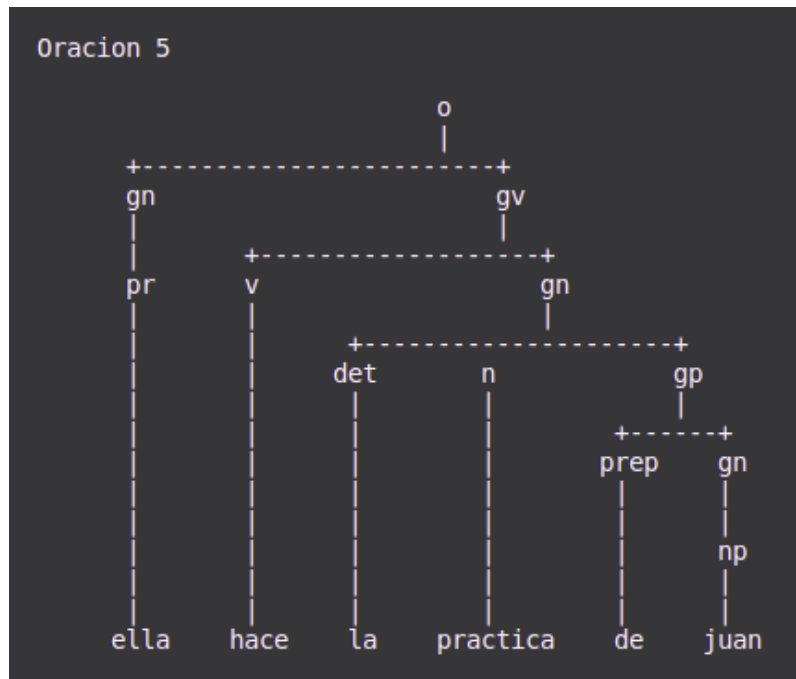 Oracion 5
o
|
+------------------------+
gn gv
| |
| +-------------------+
pr v gn
| | |
| | +---------------------+
| | det n gp
| | | | |
| | | | +------+
| | | | prep gn
| | | | | |
| | | | | |
| | | | | np
| | | | | |
| | | | | |
ella hace la practica de juan